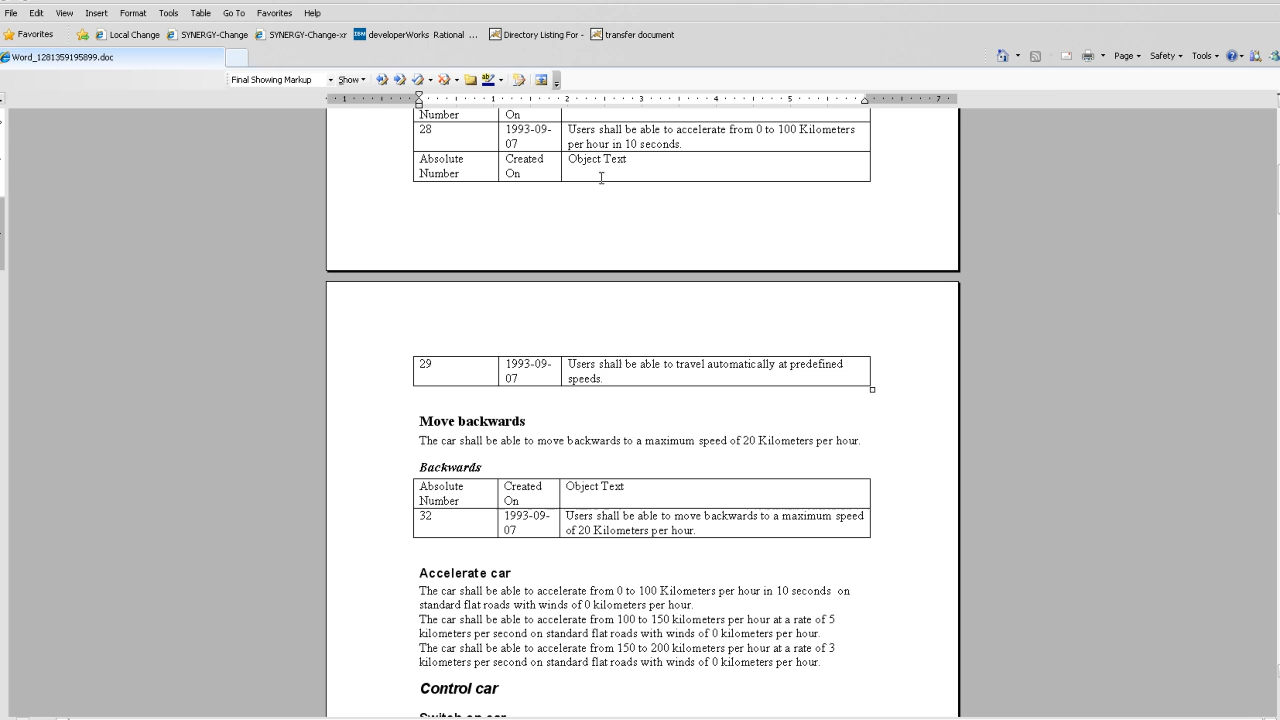 File Edit View Insert Format Tools Table Go To Favorites Help
Favorites Local Change SYNERGY-Change SYNERGY-Change-xr IBM developerWorks Rational ... Directory Listing For - transfer document
Word_1281359195899.doc
Page Safety Tools
Final Showing Markup Show
1 1 2 3 4 5 7
Number On
28 1993-09- Users shall be able to accelerate from 0 to 100 Kilometers
07 per hour in 10 seconds.
Absolute Created Object Text
Number On
29 1993-09- Users shall be able to travel automatically at predefined
07 speeds.
Move backwards
The car shall be able to move backwards to a maximum speed of 20 Kilometers per hour.
Backwards
Absolute Created Object Text
Number On
32 1993-09- Users shall be able to move backwards to a maximum speed
07 of 20 Kilometers per hour.
Accelerate car
The car shall be able to accelerate from 0 to 100 Kilometers per hour in 10 seconds on
standard flat roads with winds of 0 kilometers per hour.
The car shall be able to accelerate from 100 to 150 kilometers per hour at a rate of 5
kilometers per second on standard flat roads with winds of 0 kilometers per hour.
The car shall be able to accelerate from 150 to 200 kilometers per hour at a rate of 3
kilometers per second on standard flat roads with winds of 0 kilometers per hour.
Control car
Switch on car